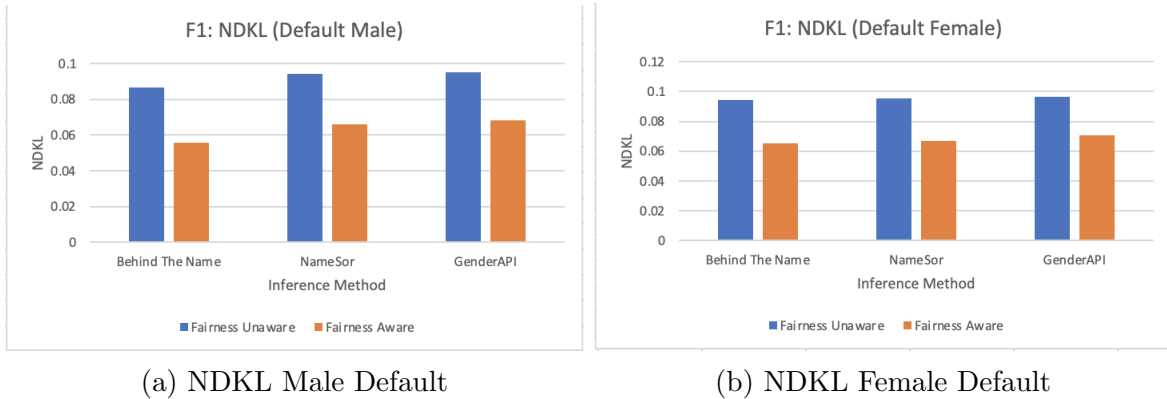 F1: NDKL (Default Male)
0.1
0.08
0.06
0.04
0.02
0
NDKL
Behind The Name NameSor GenderAPI
Inference Method
Fairness Unaware Fairness Aware
(a) NDKL Male Default
F1: NDKL (Default Female)
0.12
0.1
0.08
0.06
0.04
0.02
0
NDKL
Behind The Name NameSor GenderAPI
Inference Method
Fairness Unaware Fairness Aware
(b) NDKL Female Default